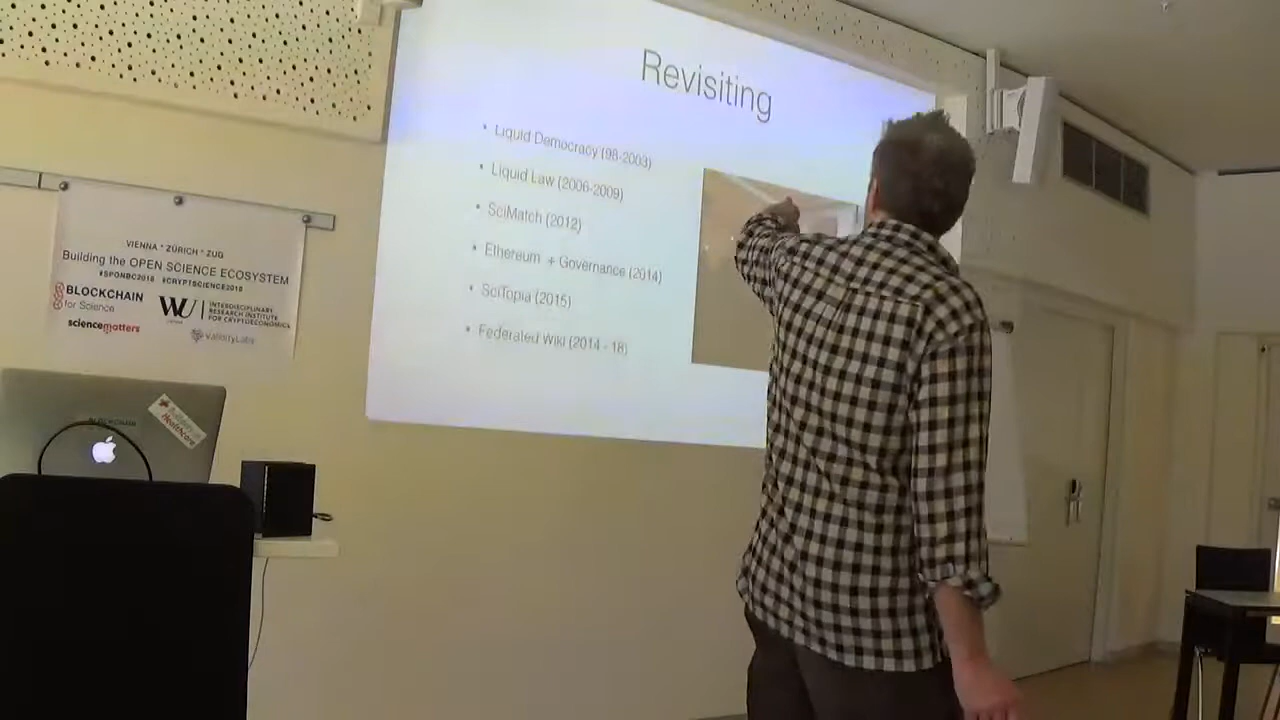 Revisiting
• Liquid Democracy (98-2003)
• Liquid Law (2006-2009)
• SciMatch (2012)
• Ethereum + Governance (2014)
• SciTopia (2015)
• Federated Wiki (2014 - 18)
VIENNA * ZÜRICH * ZUG
Building the OPEN SCIENCE ECOSYSTEM
#SPONBC2018 #CRYPTSCIENCE2018
BLOCKCHAIN
for Science
WU
INTERDISCIPLINARY
RESEARCH INSTITUTE
FOR CRYPTOECONOMICS
sciencematters
validityLabs
BLOCKCHAIN
Healthcare